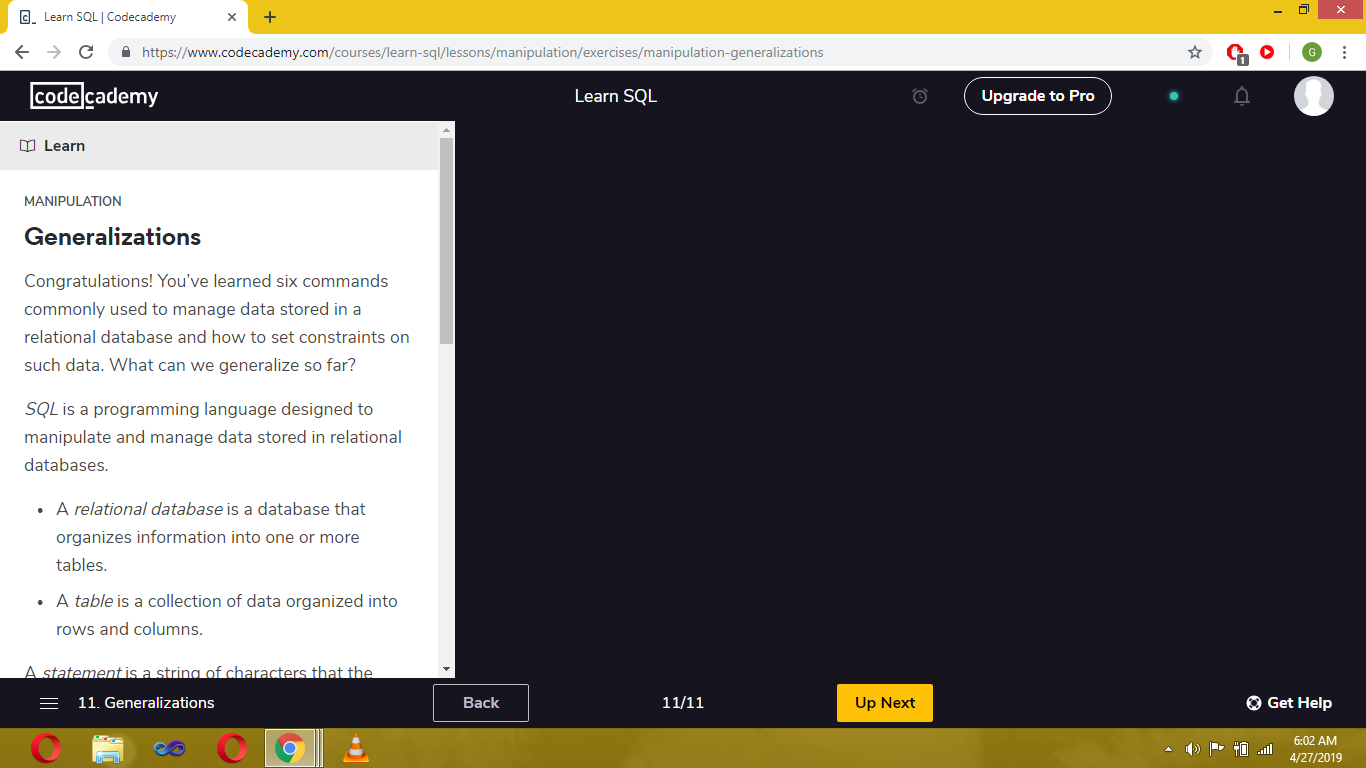 Learn SQL | Codecademy
https://www.codecademy.com/courses/learn-sql/lessons/manipulation/exercises/manipulation-generalizations
1
G
codecademy
Learn SQL
Upgrade to Pro
Learn
MANIPULATION
Generalizations
Congratulations! You’ve learned six commands
commonly used to manage data stored in a
relational database and how to set constraints on
such data. What can we generalize so far?
SQL is a programming language designed to
manipulate and manage data stored in relational
databases.
• A relational database is a database that
organizes information into one or more
tables.
• A table is a collection of data organized into
rows and columns.
A statement is a string of characters that the
11. Generalizations
Back
11/11
Up Next
Get Help
6:02 AM
4/27/2019